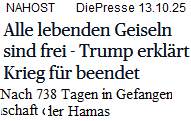 NAHOST DiePresse 13.10.25
Alle lebenden Geiseln
sind frei - Trump erklärt
Krieg für beendet
Nach 738 Tagen in Gefangen
schaft der Hamas